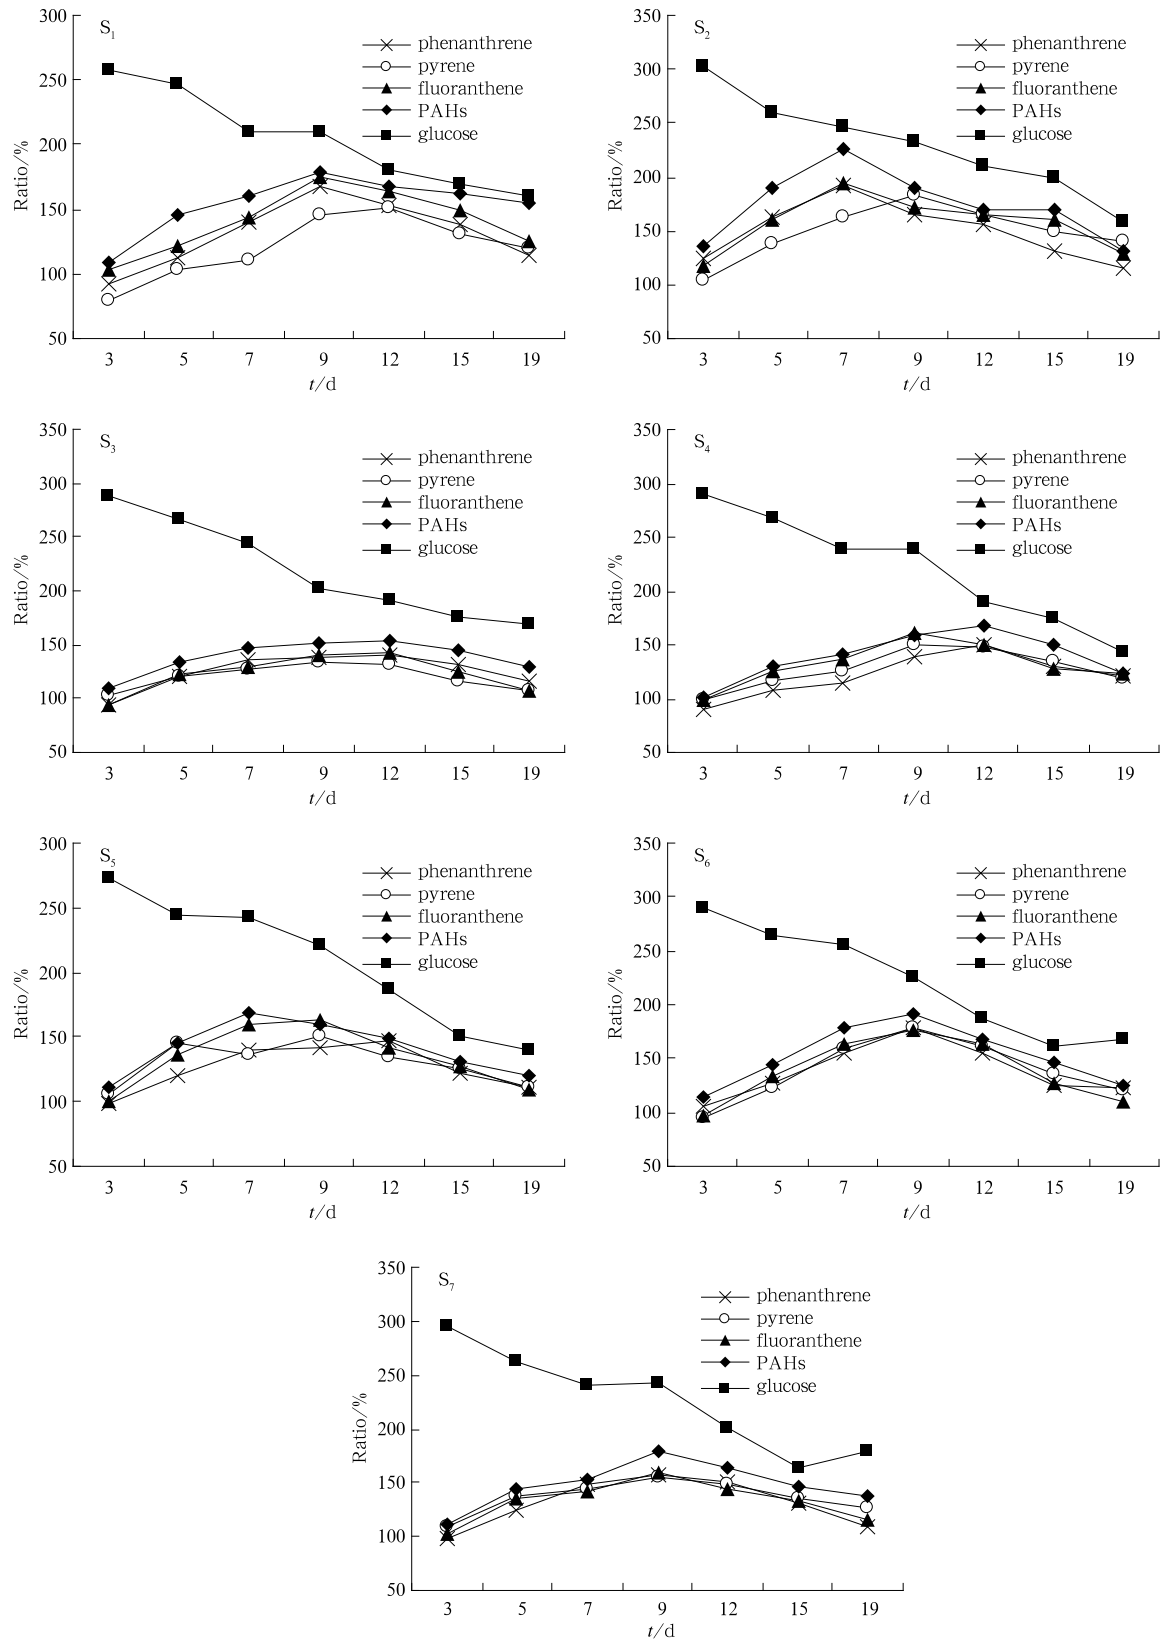 S1
phenanthrene
pyrene
fluoranthene
PAHs
glucose
Ratio/%
300
250
200
150
100
50
3 5 7 9 12 15 19
t/d
S2
phenanthrene
pyrene
fluoranthene
PAHs
glucose
Ratio/%
350
300
250
200
150
100
50
3 5 7 9 12 15 19
t/d
S3
phenanthrene
pyrene
fluoranthene
PAHs
glucose
Ratio/%
350
300
250
200
150
100
50
3 5 7 9 12 15 19
t/d
S4
phenanthrene
pyrene
fluoranthene
PAHs
glucose
Ratio/%
350
300
250
200
150
100
50
3 5 7 9 12 15 19
t/d
S5
phenanthrene
pyrene
fluoranthene
PAHs
glucose
Ratio/%
300
250
200
150
100
50
3 5 7 9 12 15 19
t/d
S6
phenanthrene
pyrene
fluoranthene
PAHs
glucose
Ratio/%
350
300
250
200
150
100
50
3 5 7 9 12 15 19
t/d
S7
phenanthrene
pyrene
fluoranthene
PAHs
glucose
Ratio/%
350
300
250
200
150
100
50
3 5 7 9 12 15 19
t/d